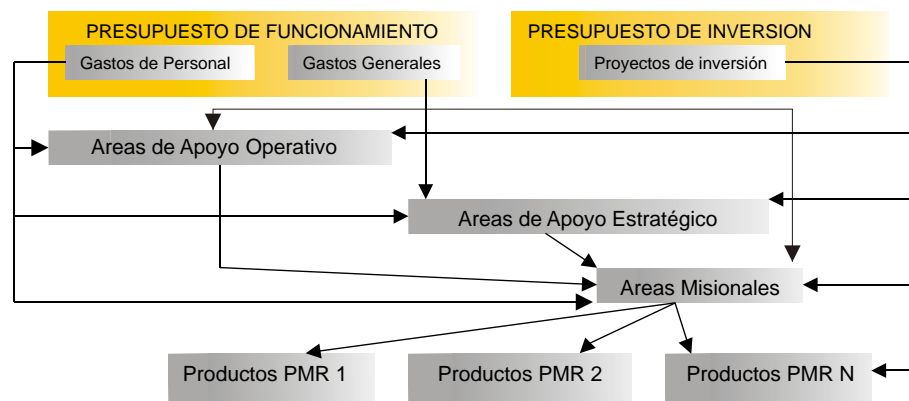 PRESUPUESTO DE FUNCIONAMIENTO
PRESUPUESTO DE INVERSION
Gastos de Personal
Gastos Generales
Proyectos de inversión
Areas de Apoyo Operativo
Areas de Apoyo Estratégico
Areas Misionales
Productos PMR 1
Productos PMR 2
Productos PMR N